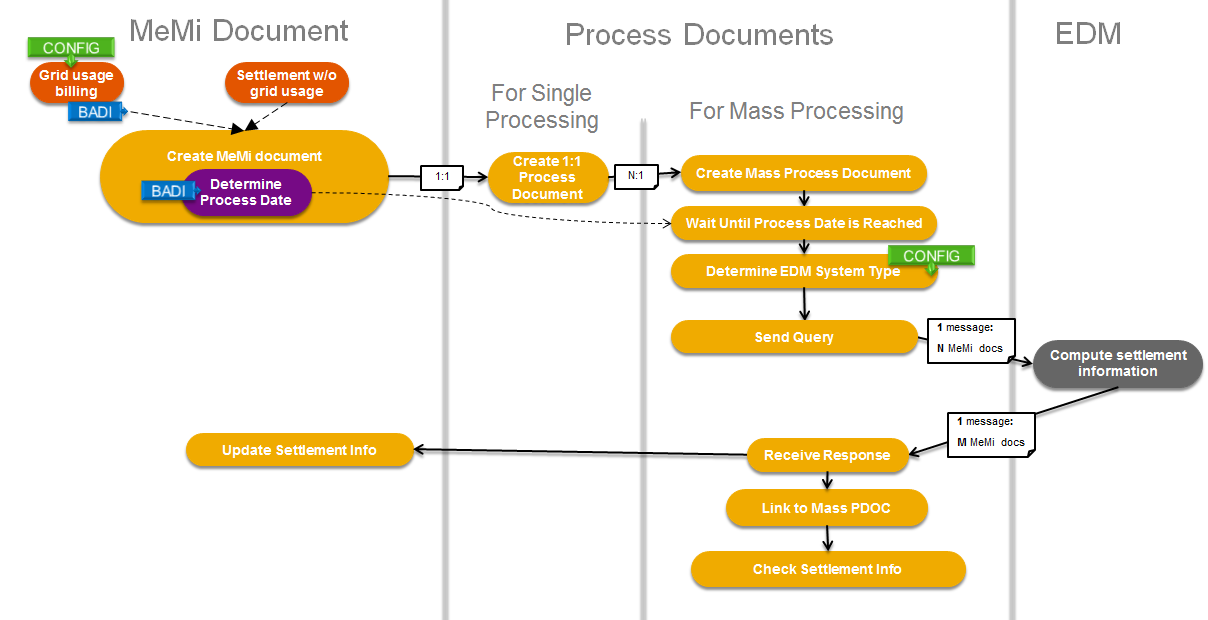 MeMi Document
Process Documents
EDM
CONFIG
Grid usage
billing
BADI
Settlement w/o
grid usage
For Single
Processing
For Mass Processing
Create MeMi document
BADI
Determine
Process Date
1:1
Create 1:1
Process
Document
N:1
Create Mass Process Document
Wait Until Process Date is Reached
CONFIG
Determine EDM System Type
Send Query
1 message:
N MeMi docs
Compute settlement
information
1 message:
M MeMi docs
Update Settlement Info
Receive Response
Link to Mass PDOC
Check Settlement Info